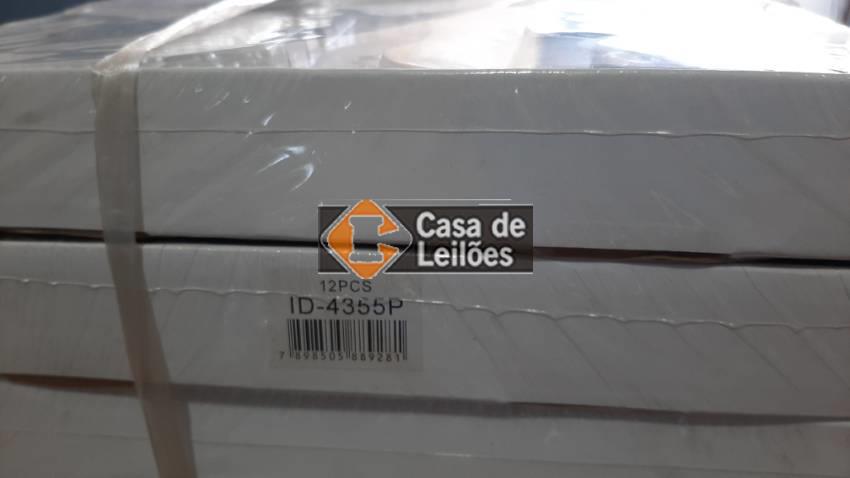 Casa de
Leilões
12PCS
ID-4355P
7 898505 889281